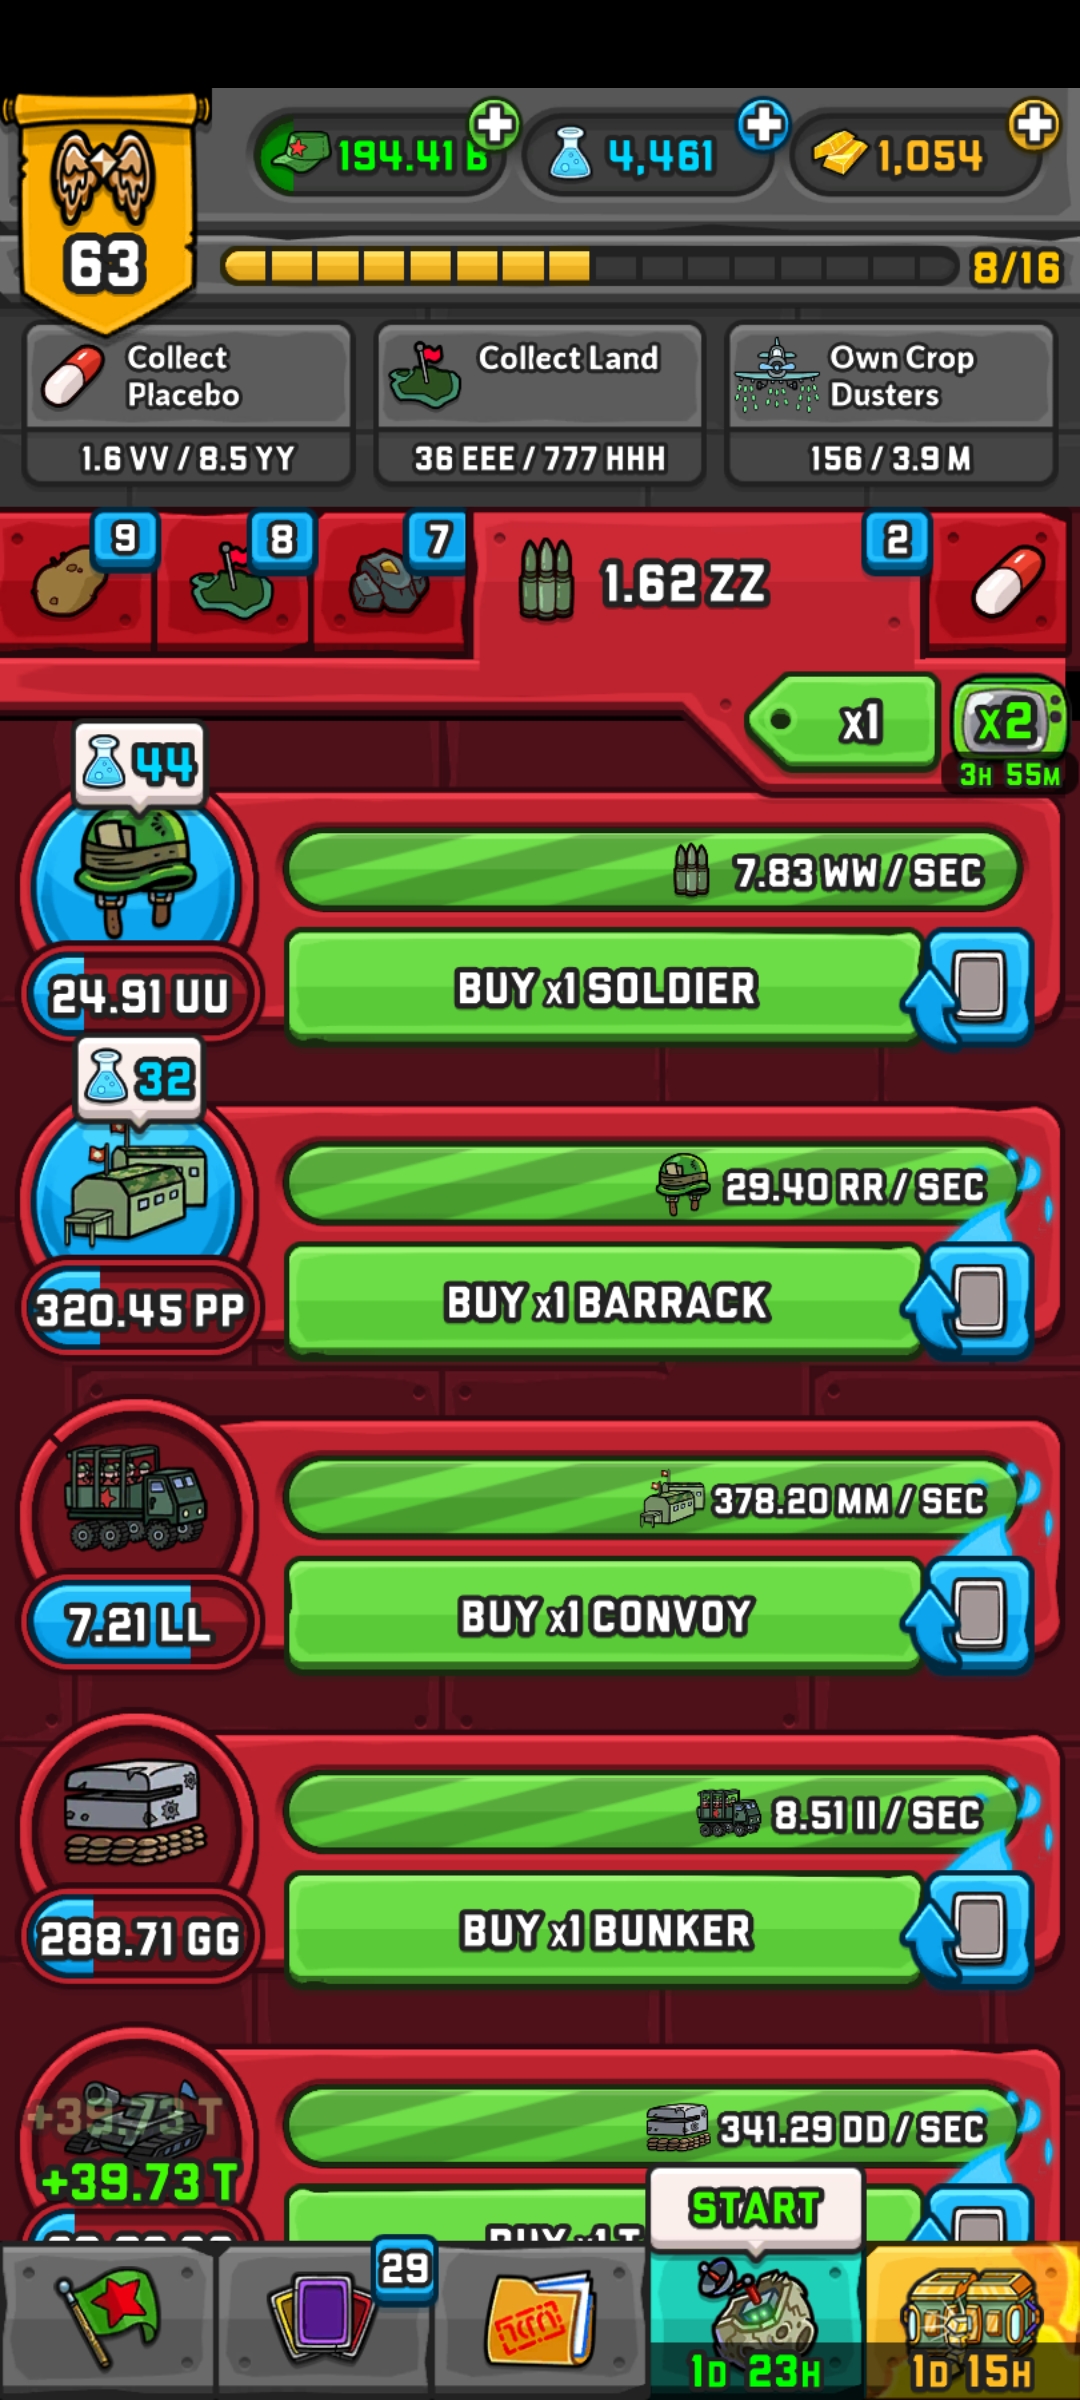 194.41 B
4,461
1,054
63
8/16
Collect
Placebo
1.6 VV / 8.5 YY
Collect Land
36 EEE / 777 HHH
Own Crop
Dusters
156 / 3.9 M
9
8
7
1.62 ZZ
2
x1
x2
3H 55M
44
7.83 WW / SEC
24.91 UU
BUY x1 SOLDIER
32
29.40 RR / SEC
320.45 PP
BUY x1 BARRACK
378.20 MM / SEC
7.21 LL
BUY x1 CONVOY
8.51 II / SEC
288.71 GG
BUY x1 BUNKER
341.29 DD / SEC
+39.73 T
+39.73 T
BUY x1 T
START
29
1D 23H
1D 15H